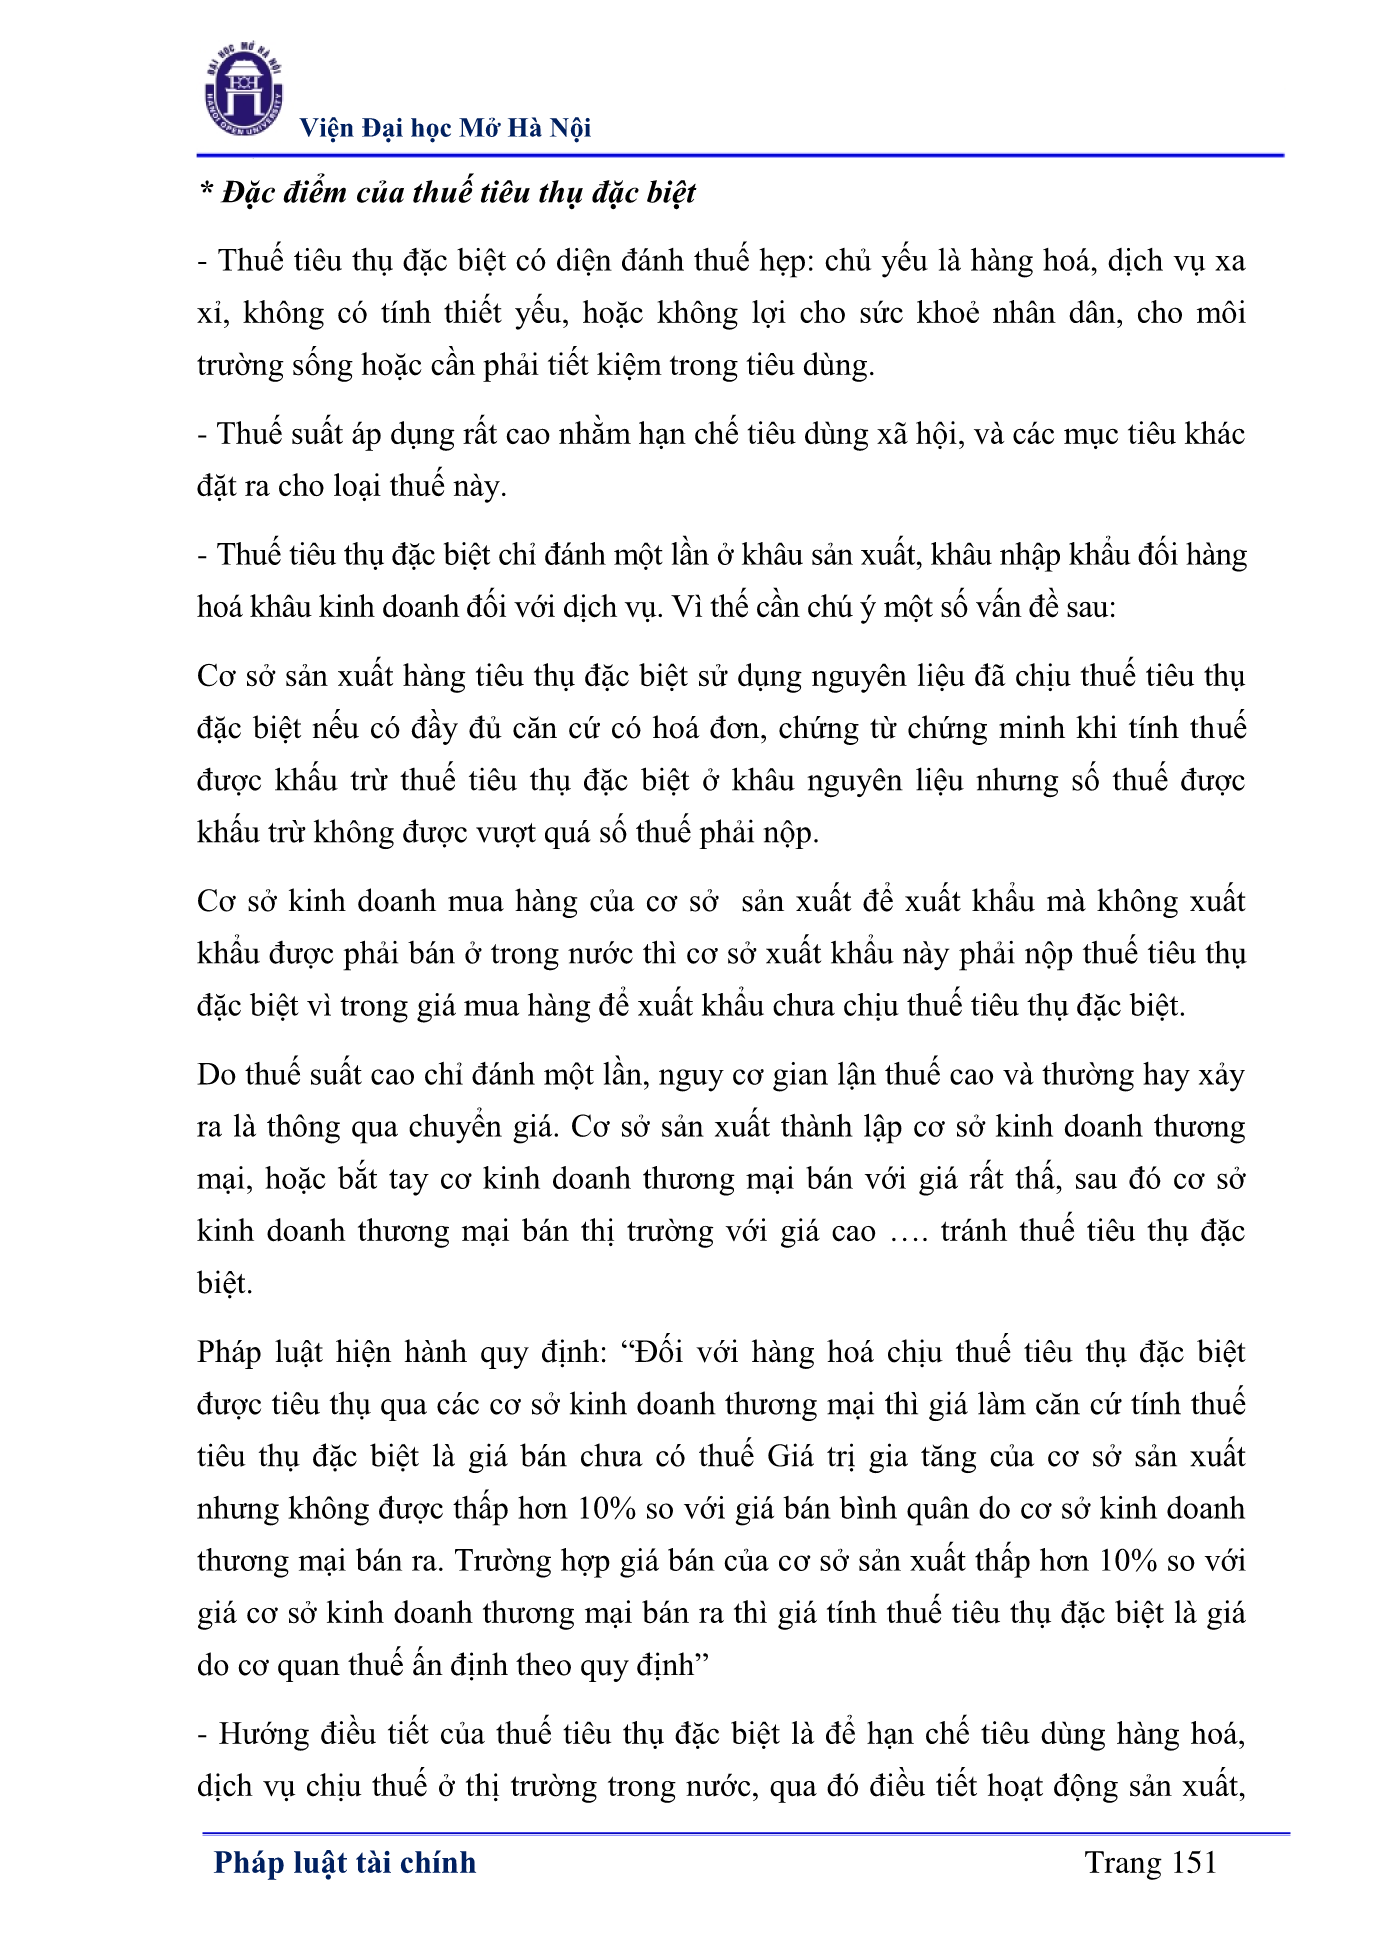 ĐẠI HỌC MỞ HÀ NỘI
HANOI OPEN UNIVERSITY
Viện Đại học Mở Hà Nội
* Đặc điểm của thuế tiêu thụ đặc biệt
- Thuế tiêu thụ đặc biệt có diện đánh thuế hẹp: chủ yếu là hàng hoá, dịch vụ xa
xỉ, không có tính thiết yếu, hoặc không lợi cho sức khoẻ nhân dân, cho môi
trường sống hoặc cần phải tiết kiệm trong tiêu dùng.
- Thuế suất áp dụng rất cao nhằm hạn chế tiêu dùng xã hội, và các mục tiêu khác
đặt ra cho loại thuế này.
- Thuế tiêu thụ đặc biệt chỉ đánh một lần ở khâu sản xuất, khâu nhập khẩu đối hàng
hoá khâu kinh doanh đối với dịch vụ. Vì thế cần chú ý một số vấn đề sau:
Cơ sở sản xuất hàng tiêu thụ đặc biệt sử dụng nguyên liệu đã chịu thuế tiêu thụ
đặc biệt nếu có đầy đủ căn cứ có hoá đơn, chứng từ chứng minh khi tính thuế
được khấu trừ thuế tiêu thụ đặc biệt ở khâu nguyên liệu nhưng số thuế được
khấu trừ không được vượt quá số thuế phải nộp.
Cơ sở kinh doanh mua hàng của cơ sở  sản xuất để xuất khẩu mà không xuất
khẩu được phải bán ở trong nước thì cơ sở xuất khẩu này phải nộp thuế tiêu thụ
đặc biệt vì trong giá mua hàng để xuất khẩu chưa chịu thuế tiêu thụ đặc biệt.
Do thuế suất cao chỉ đánh một lần, nguy cơ gian lận thuế cao và thường hay xảy
ra là thông qua chuyển giá. Cơ sở sản xuất thành lập cơ sở kinh doanh thương
mại, hoặc bắt tay cơ kinh doanh thương mại bán với giá rất thấ, sau đó cơ sở
kinh doanh thương mại bán thị trường với giá cao …. tránh thuế tiêu thụ đặc
biệt.
Pháp luật hiện hành quy định: “Đối với hàng hoá chịu thuế tiêu thụ đặc biệt
được tiêu thụ qua các cơ sở kinh doanh thương mại thì giá làm căn cứ tính thuế
tiêu thụ đặc biệt là giá bán chưa có thuế Giá trị gia tăng của cơ sở sản xuất
nhưng không được thấp hơn 10% so với giá bán bình quân do cơ sở kinh doanh
thương mại bán ra. Trường hợp giá bán của cơ sở sản xuất thấp hơn 10% so với
giá cơ sở kinh doanh thương mại bán ra thì giá tính thuế tiêu thụ đặc biệt là giá
do cơ quan thuế ấn định theo quy định”
- Hướng điều tiết của thuế tiêu thụ đặc biệt là để hạn chế tiêu dùng hàng hoá,
dịch vụ chịu thuế ở thị trường trong nước, qua đó điều tiết hoạt động sản xuất,
Pháp luật tài chính
Trang 151